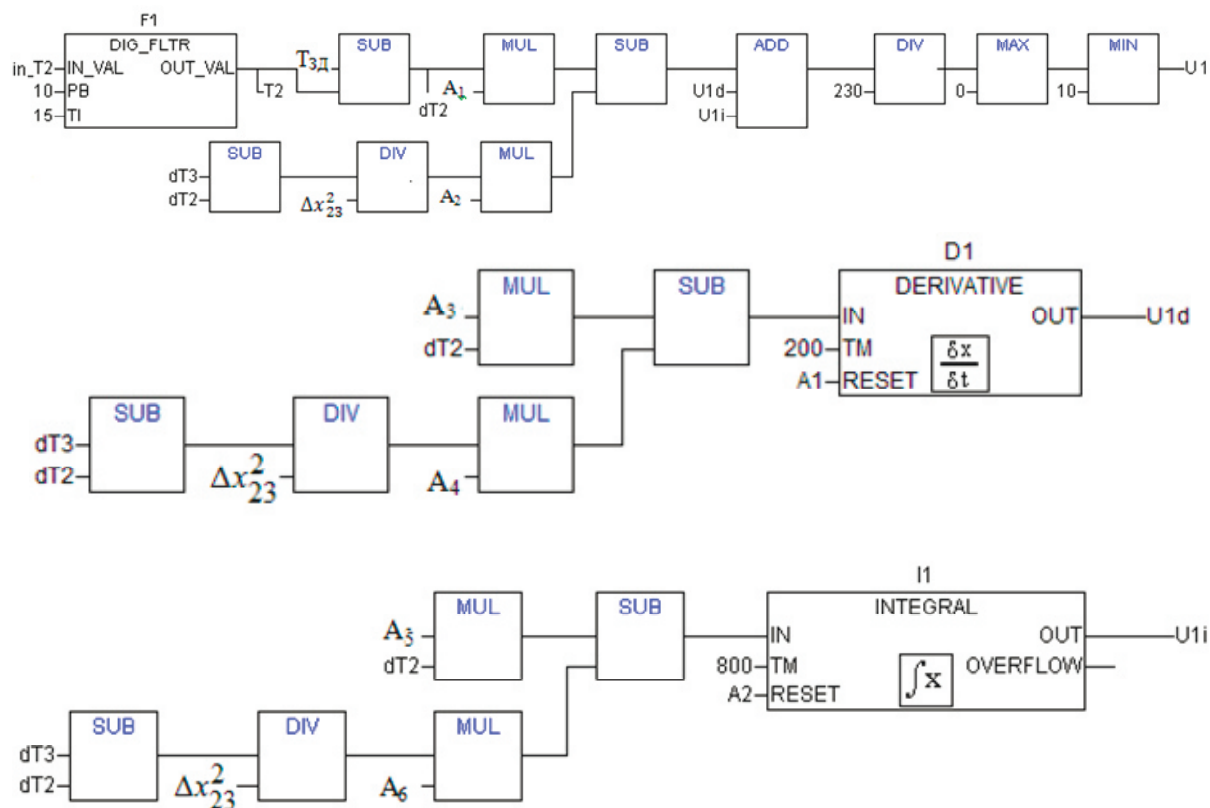 F1
DIG_FLTR
in_T2 IN_VAL OUT_VAL
10 PB
15 TI
T2
T3Д
SUB
dT2
A₁
MUL
SUB
U1d
U1i
ADD
230
DIV
0
MAX
10
MIN
U1
dT3
dT2
SUB
Δx²₂₃
DIV
A₂
MUL
A₃
dT2
MUL
SUB
D1
DERIVATIVE
IN OUT U1d
200 TM
A1 RESET
δx
δt
dT3
dT2
SUB
Δx²₂₃
DIV
A₄
MUL
A₅
dT2
MUL
SUB
I1
INTEGRAL
IN OUT U1i
800 TM OVERFLOW
A2 RESET
∫x
dT3
dT2
SUB
Δx²₂₃
DIV
A₆
MUL